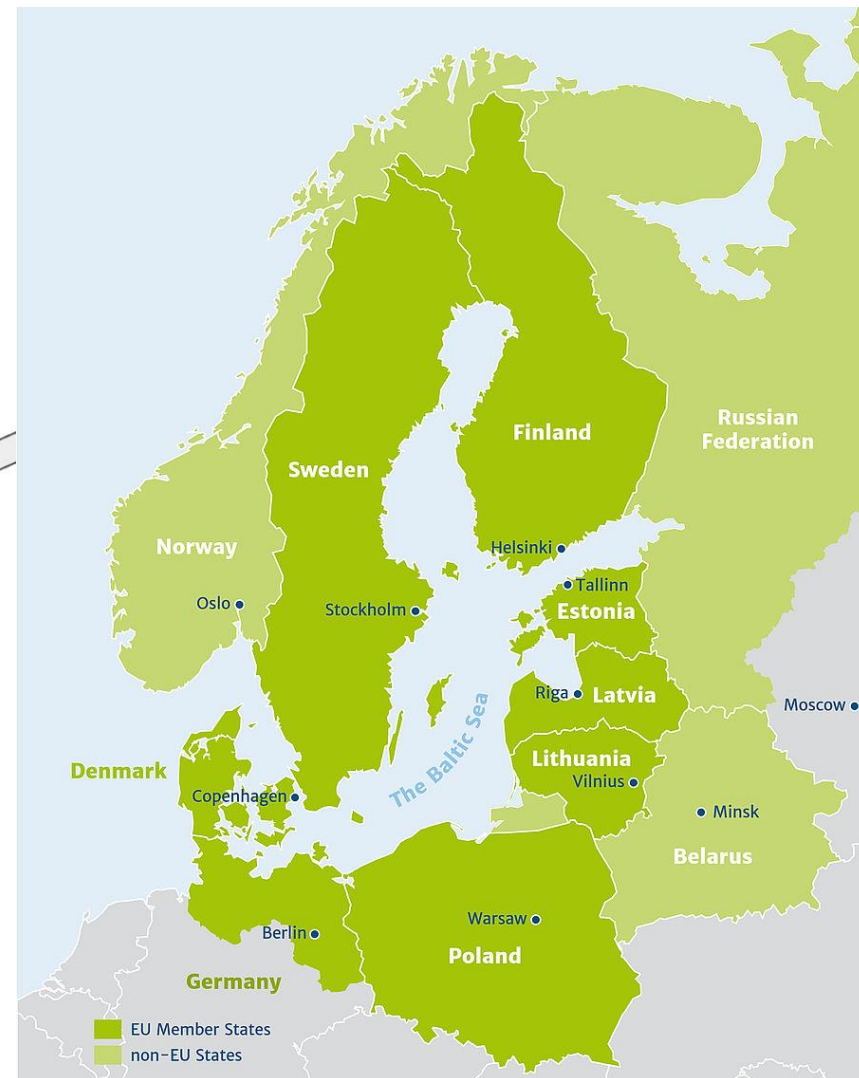 Finland
Russian
Federation
Sweden
Norway
Helsinki
Tallinn
Oslo
Stockholm
Estonia
Riga
Latvia
Moscow
The Baltic Sea
Lithuania
Denmark
Vilnius
Copenhagen
Minsk
Belarus
Warsaw
Berlin
Poland
Germany
EU Member States
non-EU States